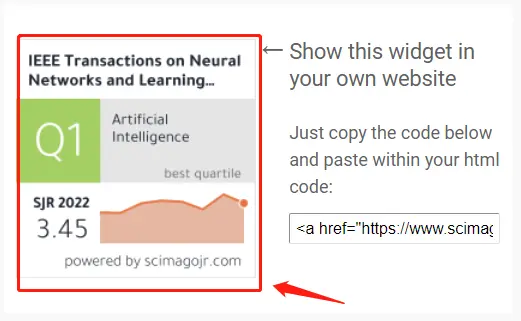 IEEE Transactions on Neural
Networks and Learning...
Q1
Artificial
Intelligence
best quartile
SJR 2022
3.45
powered by scimagojr.com
← Show this widget in
your own website
Just copy the code below
and paste within your html
code:
<a href="https://www.scimag